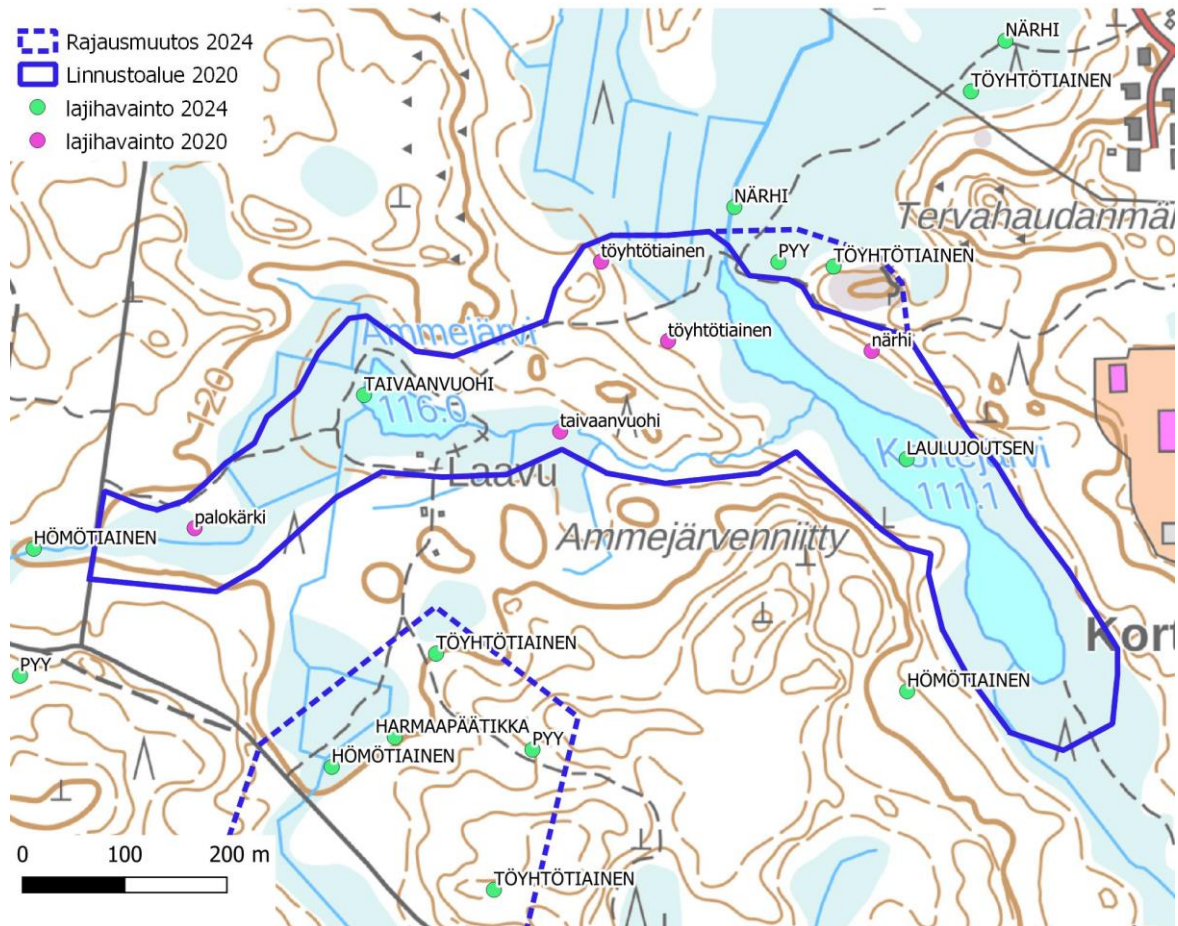 Rajausmuutos 2024
Linnustoalue 2020
lajihavainto 2024
lajihavainto 2020
NÄRHI
TÖYHTÖTIAINEN
NÄRHI
Tervahaudanmä
töyhtötiainen
PYY
TÖYHTÖTIAINEN
Ammejärvi
töyhtötiainen
närhi
TAIVAANVUOHI
116.0
120
taivaanvuohi
LAULUJOUTSEN
Kortejärvi
Laavu
111.1
palokärki
HÖMÖTIAINEN
Ammejärvenniitty
Kort
TÖYHTÖTIAINEN
PYY
HÖMÖTIAINEN
HARMAAPÄÄTIKKA
PYY
HÖMÖTIAINEN
0 100 200 m
TÖYHTÖTIAINEN